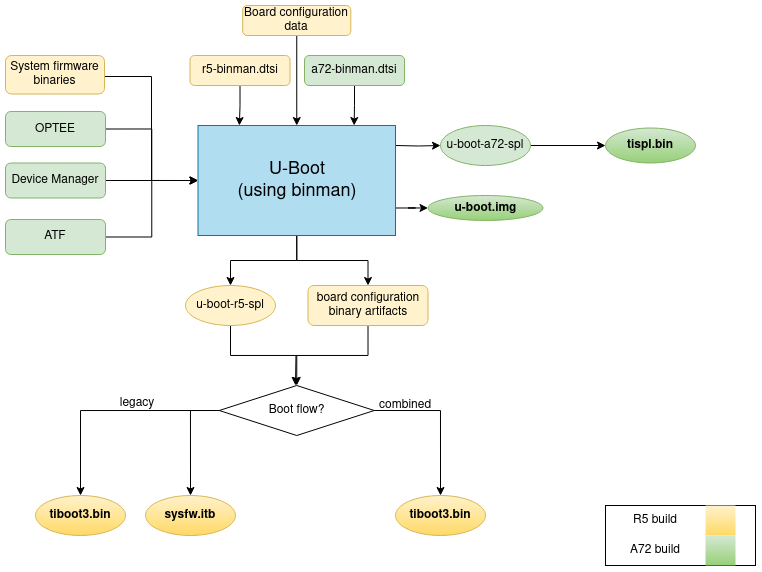 Board configuration
data
System firmware
binaries
r5-binman.dtsi
a72-binman.dtsi
OPTEE
Device Manager
ATF
U-Boot
(using binman)
u-boot-a72-spl
tispl.bin
u-boot.img
u-boot-r5-spl
board configuration
binary artifacts
Boot flow?
legacy
combined
tiboot3.bin
sysfw.itb
tiboot3.bin
R5 build
A72 build